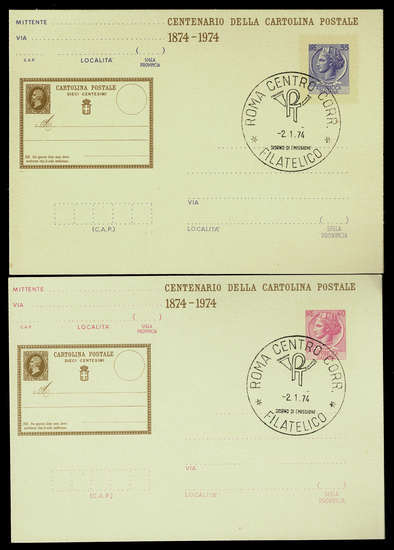 MITTENTE
CENTENARIO DELLA CARTOLINA POSTALE
1874-1974
VIA
( )
C.A.P. LOCALITÀ SIGLA PROVINCIA
55
CARTOLINA POSTALE
DIECI CENTESIMI
ROMA CENTRO CORR.
-2.1.74
GIORNO DI EMISSIONE
FILATELICO
VIA
(C.A.P.) LOCALITÀ ( )
SIGLA PROVINCIA
MITTENTE
CENTENARIO DELLA CARTOLINA POSTALE
1874-1974
VIA
( )
C.A.P. LOCALITÀ SIGLA PROVINCIA
CARTOLINA POSTALE
DIECI CENTESIMI
ROMA CENTRO CORR.
-2.1.74
GIORNO DI EMISSIONE
FILATELICO
VIA
(C.A.P.) LOCALITÀ ( )
SIGLA PROVINCIA